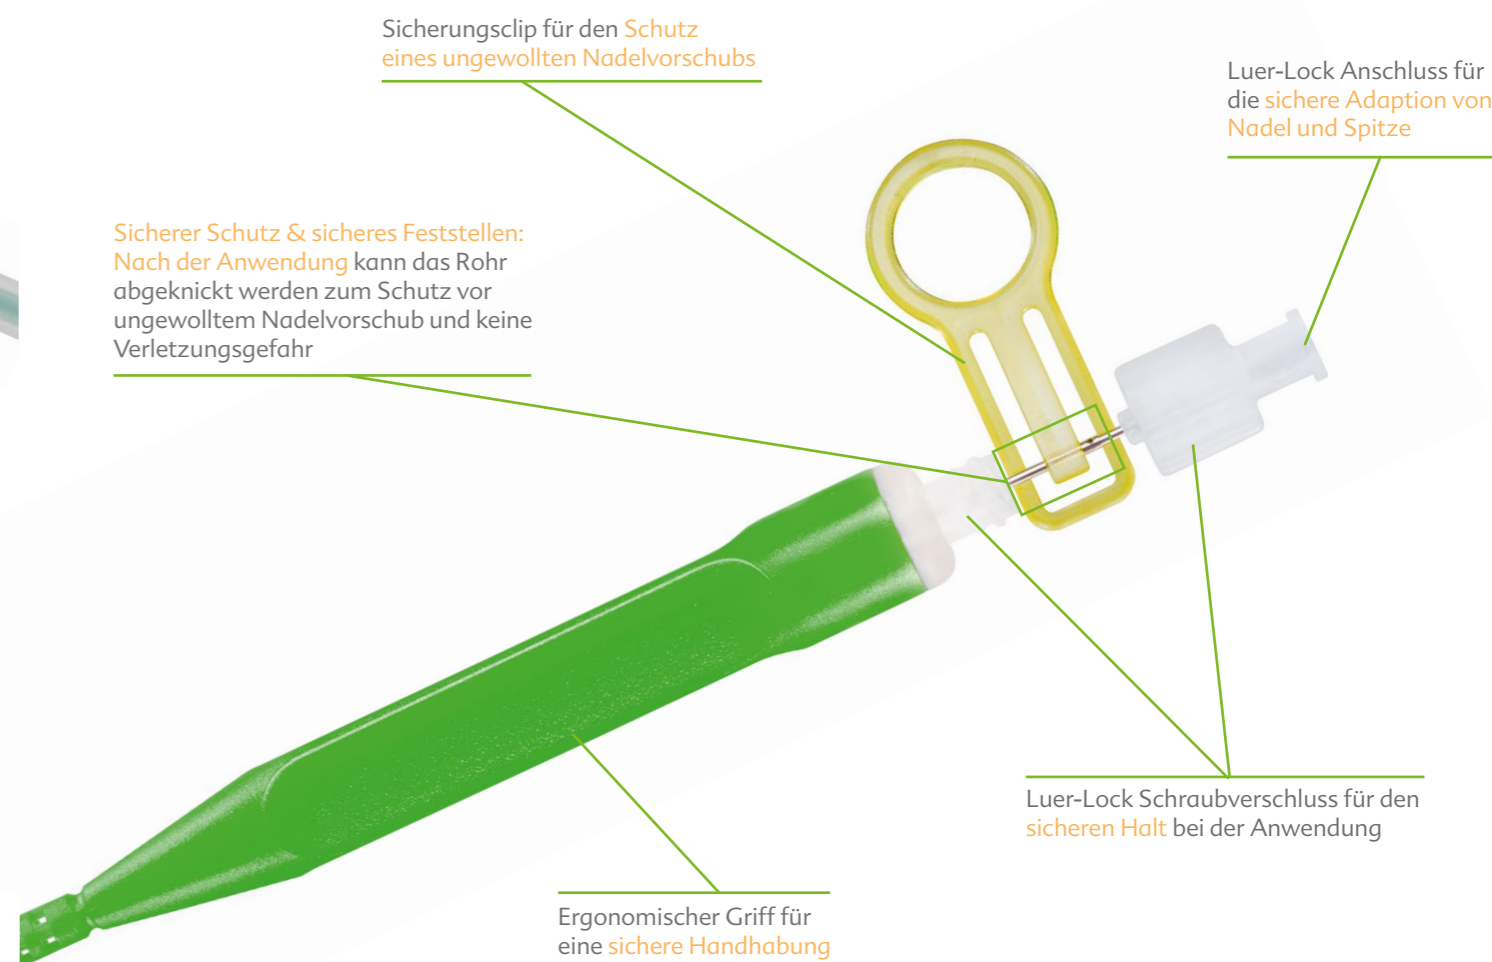 Sicherungsclip für den Schutz
eines ungewollten Nadelvorschubs
Luer-Lock Anschluss für
die sichere Adaption von
Nadel und Spitze
Sicherer Schutz & sicheres Feststellen:
Nach der Anwendung kann das Rohr
abgeknickt werden zum Schutz vor
ungewolltem Nadelvorschub und keine
Verletzungsgefahr
Luer-Lock Schraubverschluss für den
sicheren Halt bei der Anwendung
Ergonomischer Griff für
eine sichere Handhabung